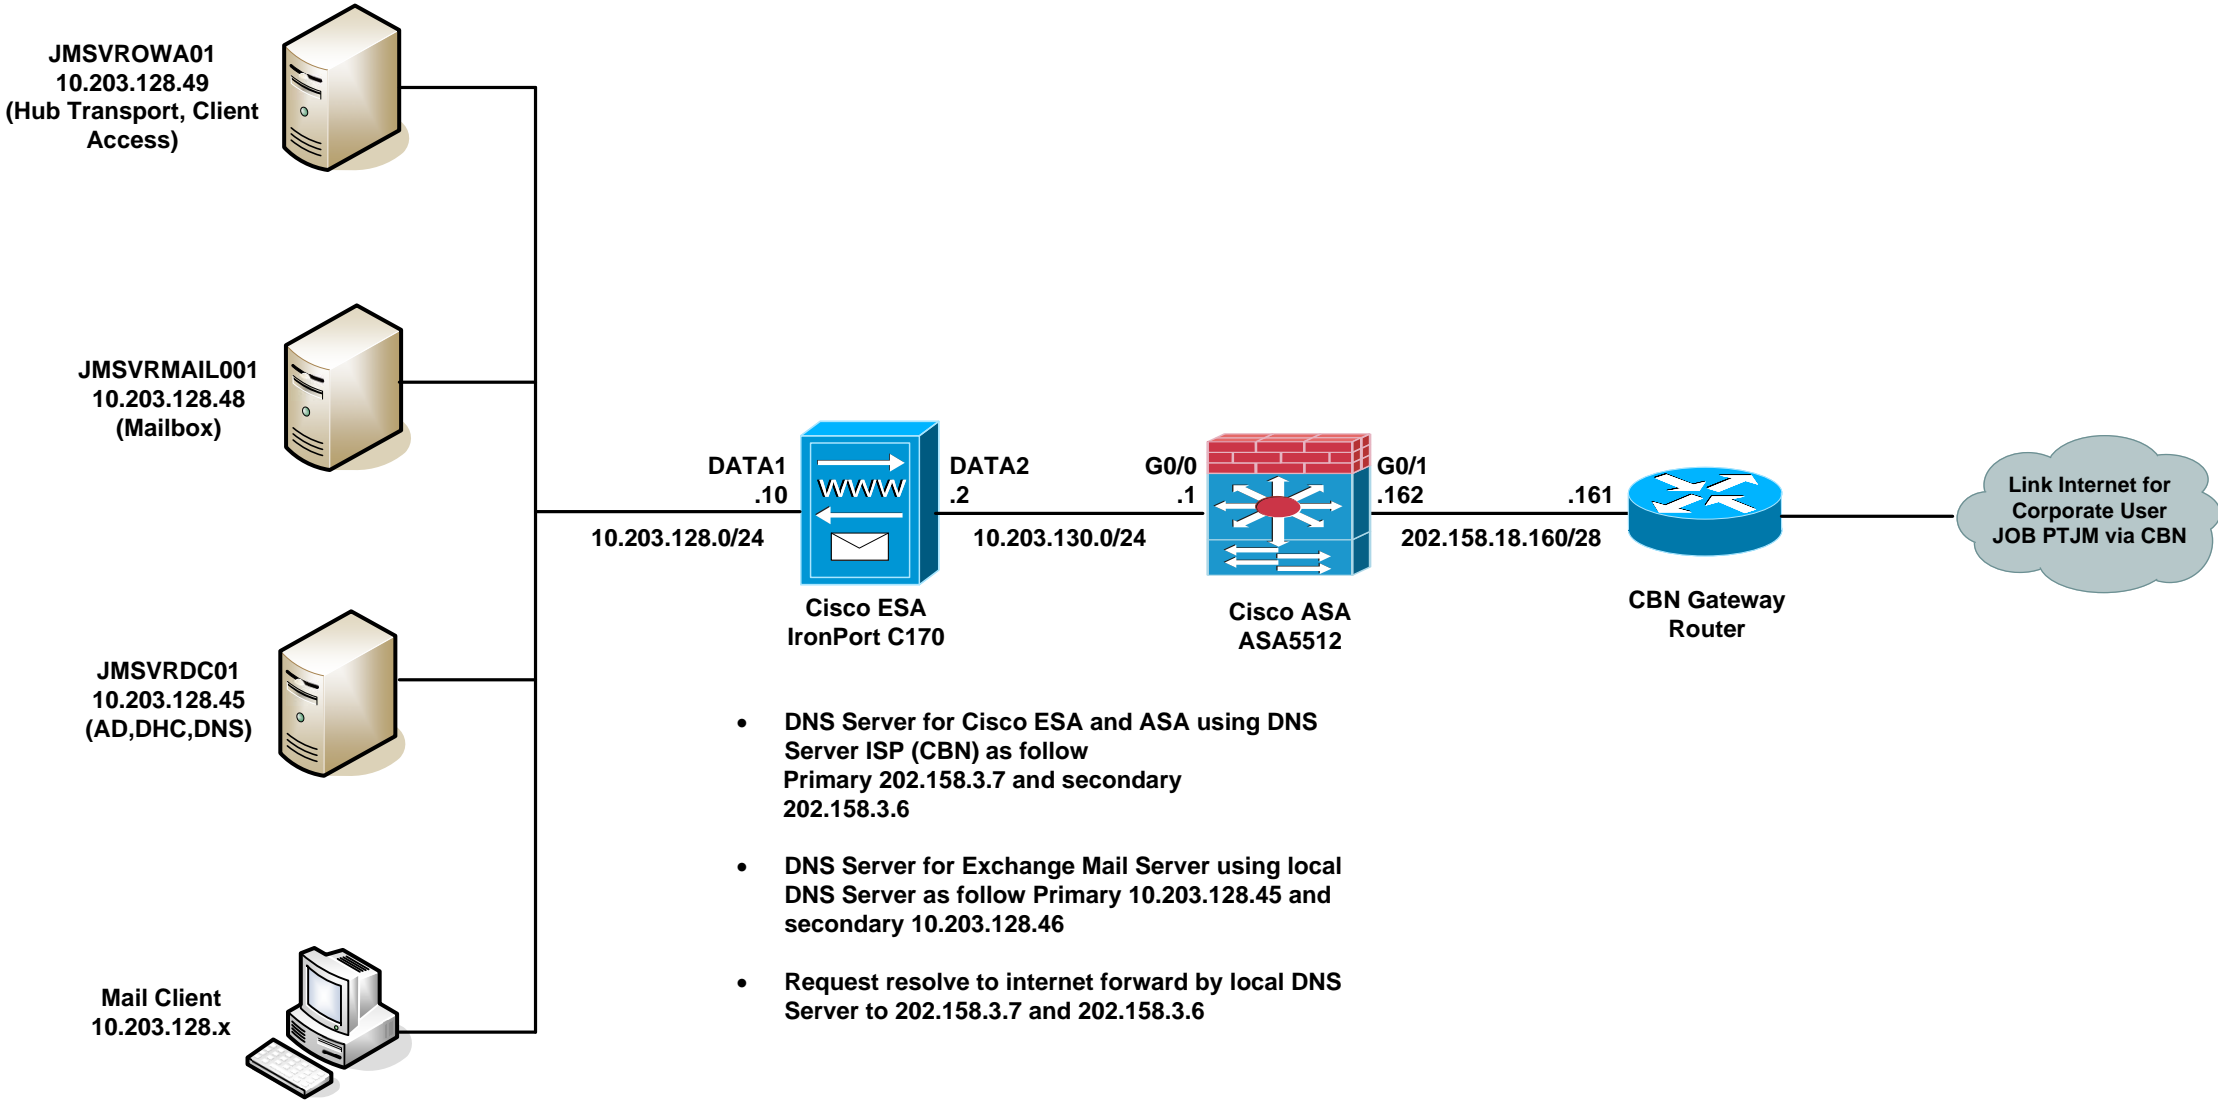 JMSVROWA01
10.203.128.49
(Hub Transport, Client
Access)
JMSVRMAIL001
10.203.128.48
(Mailbox)
JMSVRDC01
10.203.128.45
(AD,DHC,DNS)
Mail Client
10.203.128.x
10.203.128.0/24
DATA1
.10
WWW
Cisco ESA
IronPort C170
DATA2
.2
10.203.130.0/24
G0/0
.1
Cisco ASA
ASA5512
G0/1
.162
202.158.18.160/28
.161
CBN Gateway
Router
Link Internet for
Corporate User
JOB PTJM via CBN
• DNS Server for Cisco ESA and ASA using DNS
Server ISP (CBN) as follow
Primary 202.158.3.7 and secondary
202.158.3.6
• DNS Server for Exchange Mail Server using local
DNS Server as follow Primary 10.203.128.45 and
secondary 10.203.128.46
• Request resolve to internet forward by local DNS
Server to 202.158.3.7 and 202.158.3.6